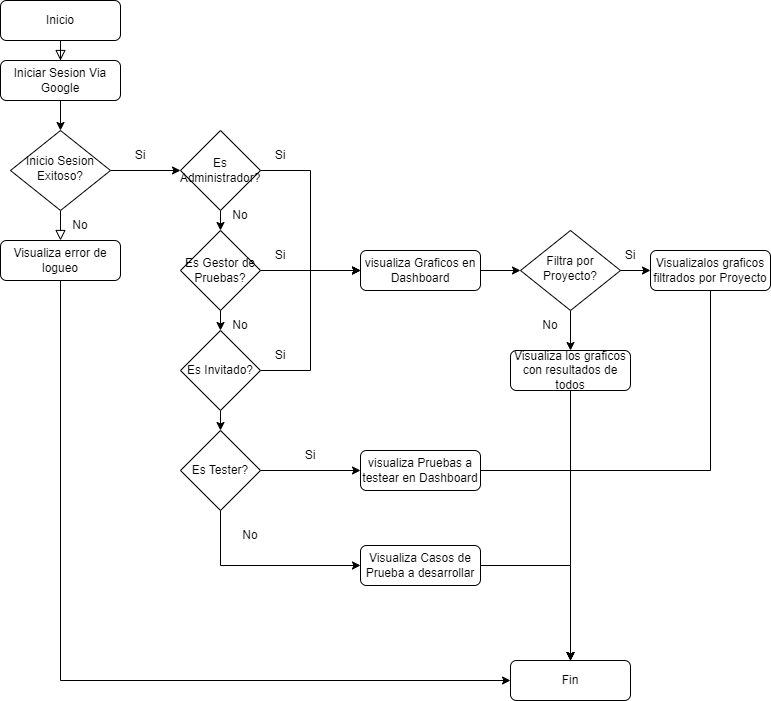 Inicio
Iniciar Sesion Via
Google
Inicio Sesion
Exitoso?
Si
Es
Administrador?
Si
No
Visualiza error de
logueo
No
Es Gestor de
Pruebas?
Si
visualiza Graficos en
Dashboard
Filtra por
Proyecto?
Si
Visualizalos graficos
filtrados por Proyecto
No
Es Invitado?
Si
No
Visualiza los graficos
con resultados de
todos
Es Tester?
Si
visualiza Pruebas a
testear en Dashboard
No
Visualiza Casos de
Prueba a desarrollar
Fin